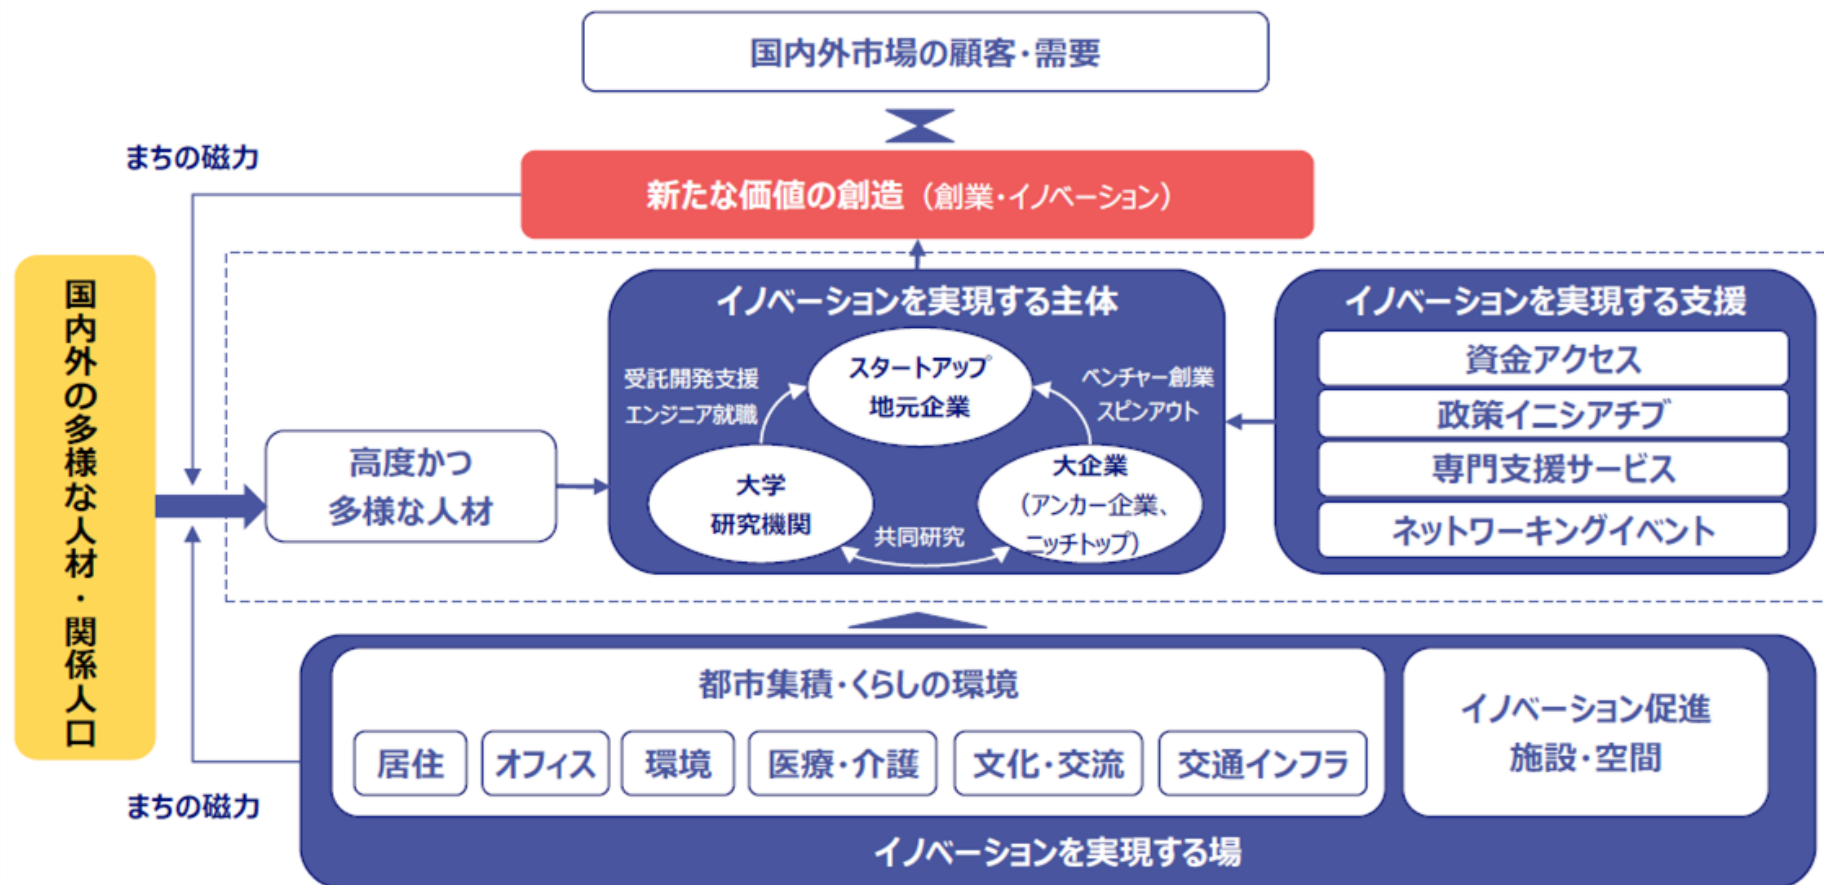 国内外市場の顧客・需要
まちの磁力
新たな価値の創造（創業・イノベーション）
国内外の多様な人材・関係人口
高度かつ
多様な人材
イノベーションを実現する主体
スタートアップ
地元企業
受託開発支援
エンジニア就職
ベンチャー創業
スピンアウト
大学
研究機関
大企業
（アンカー企業、
ニッチトップ）
共同研究
イノベーションを実現する支援
資金アクセス
政策イニシアチブ
専門支援サービス
ネットワーキングイベント
都市集積・くらしの環境
居住
オフィス
環境
医療・介護
文化・交流
交通インフラ
イノベーション促進
施設・空間
まちの磁力
イノベーションを実現する場